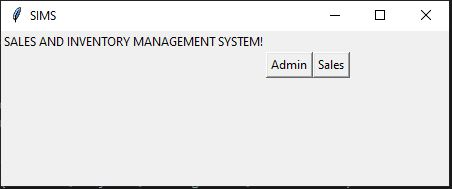 SIMS
SALES AND INVENTORY MANAGEMENT SYSTEM!
Admin Sales